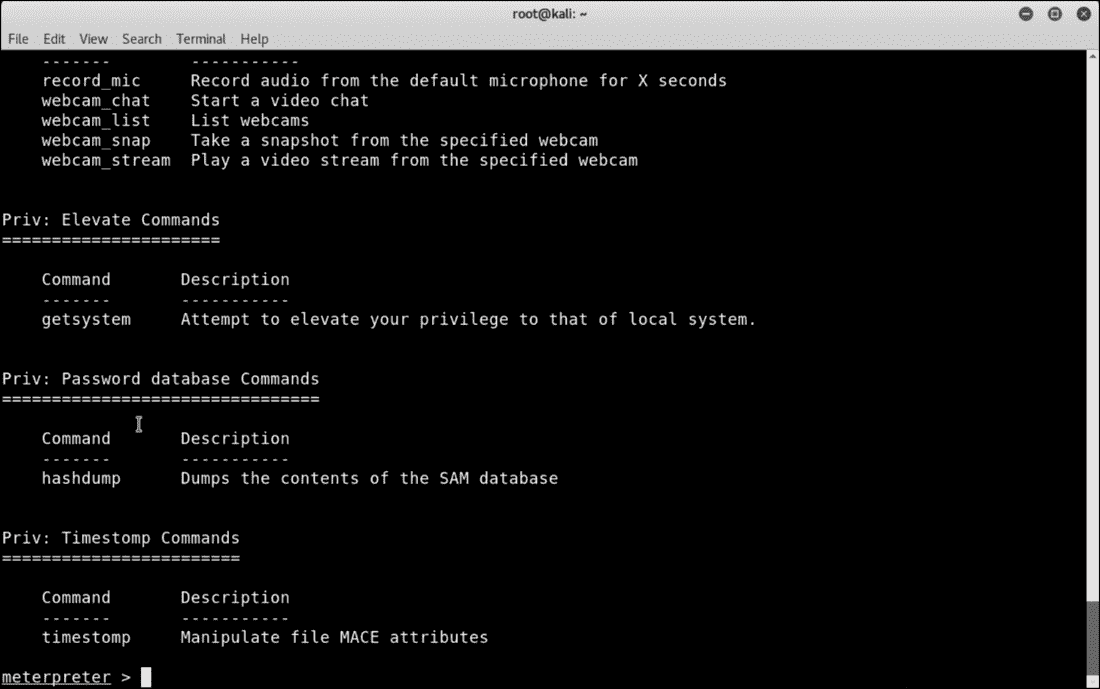 root@kali: ~
File Edit View Search Terminal Help
-------        -----------
record_mic     Record audio from the default microphone for X seconds
webcam_chat    Start a video chat
webcam_list    List webcams
webcam_snap    Take a snapshot from the specified webcam
webcam_stream  Play a video stream from the specified webcam
Priv: Elevate Commands
======================
Command       Description
-------       -----------
getsystem     Attempt to elevate your privilege to that of local system.
Priv: Password database Commands
================================
Command       Description
-------       -----------
hashdump      Dumps the contents of the SAM database
Priv: Timestomp Commands
========================
Command       Description
-------       -----------
timestomp     Manipulate file MACE attributes
meterpreter >